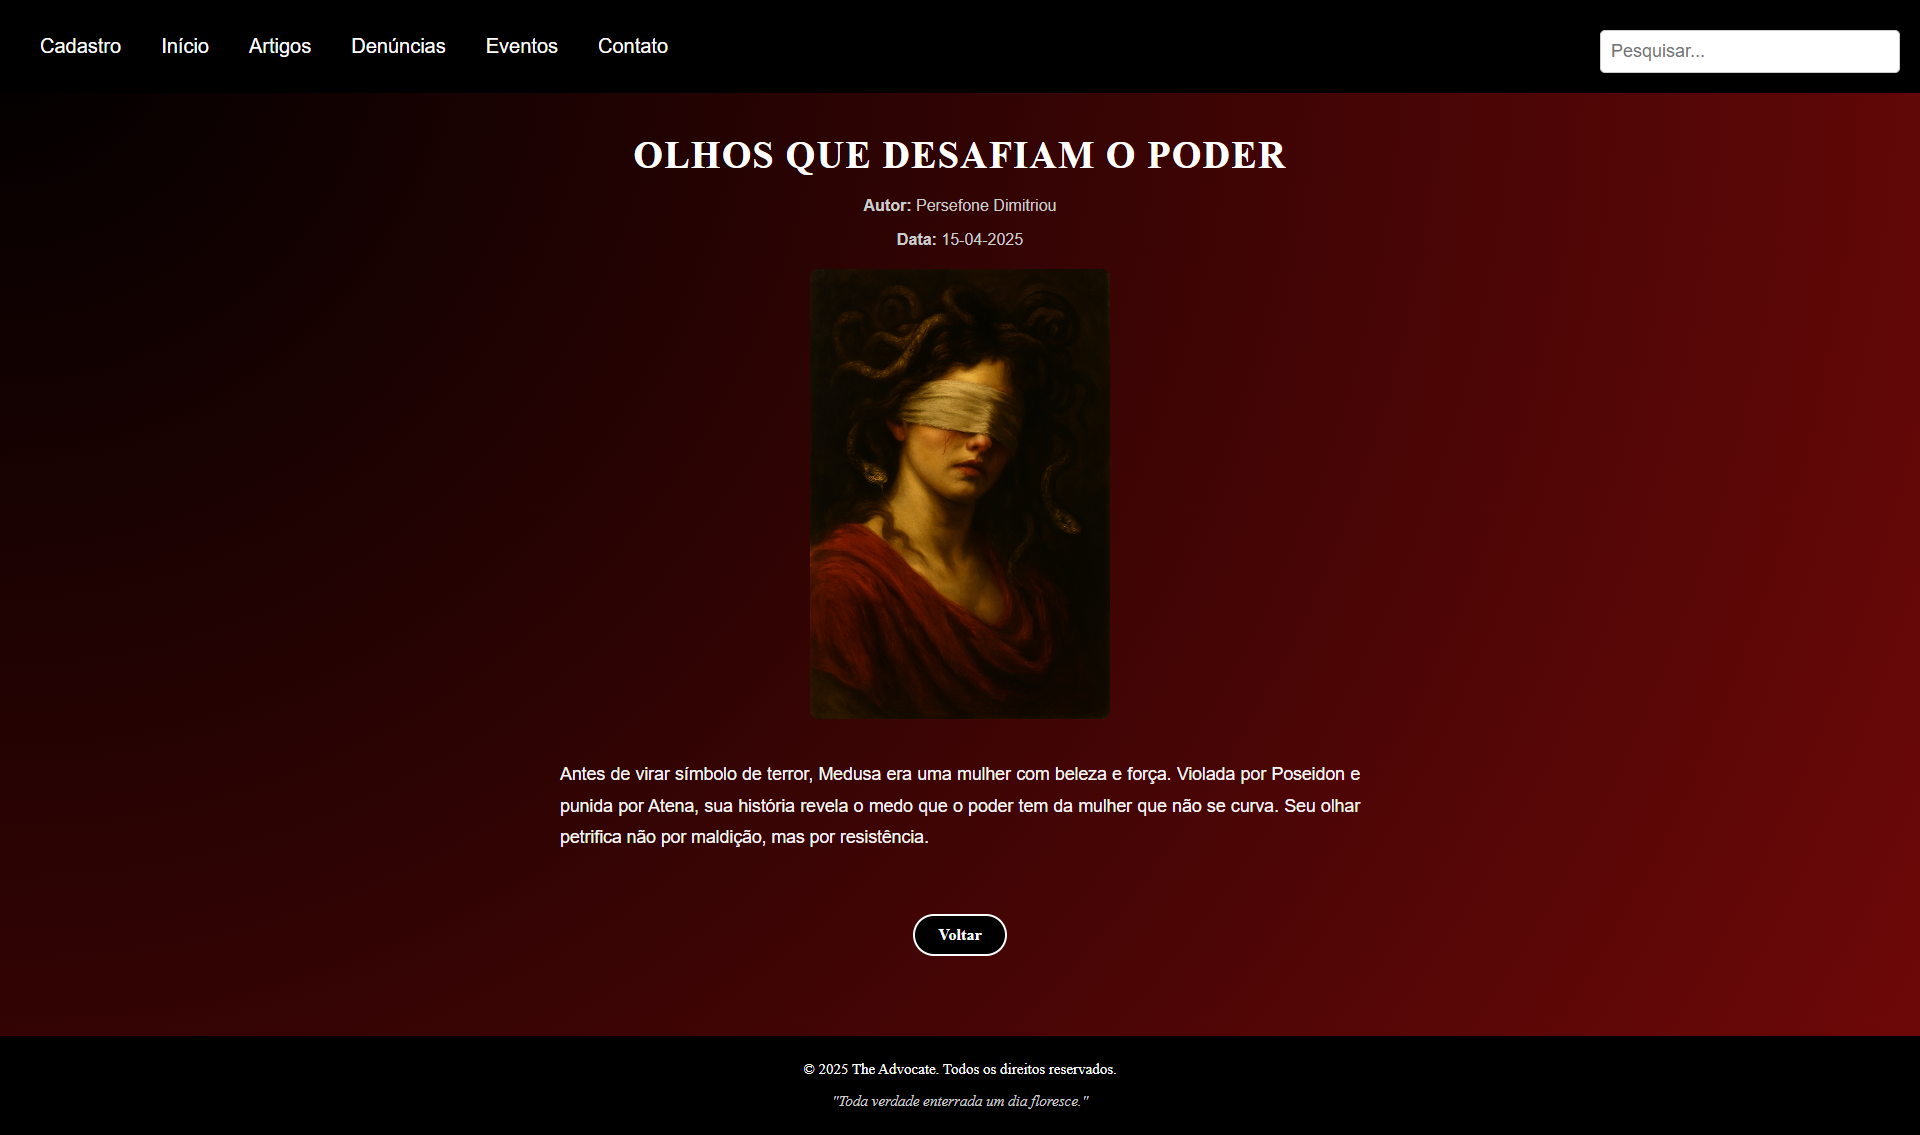 Cadastro Início Artigos Denúncias Eventos Contato Pesquisar...
OLHOS QUE DESAFIAM O PODER
Autor: Persefone Dimitriou
Data: 15-04-2025
Antes de virar símbolo de terror, Medusa era uma mulher com beleza e força. Violada por Poseidon e
punida por Atena, sua história revela o medo que o poder tem da mulher que não se curva. Seu olhar
petrifica não por maldição, mas por resistência.
Voltar
© 2025 The Advocate. Todos os direitos reservados.
"Toda verdade enterrada um dia floresce."